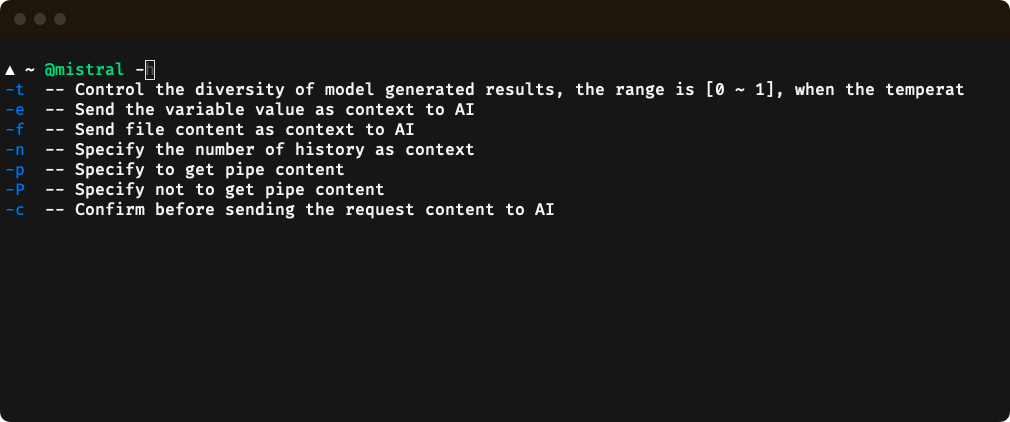 ▲ ~ @mistral -n
-t -- Control the diversity of model generated results, the range is [0 ~ 1], when the temperat
-e -- Send the variable value as context to AI
-f -- Send file content as context to AI
-n -- Specify the number of history as context
-p -- Specify to get pipe content
-P -- Specify not to get pipe content
-c -- Confirm before sending the request content to AI